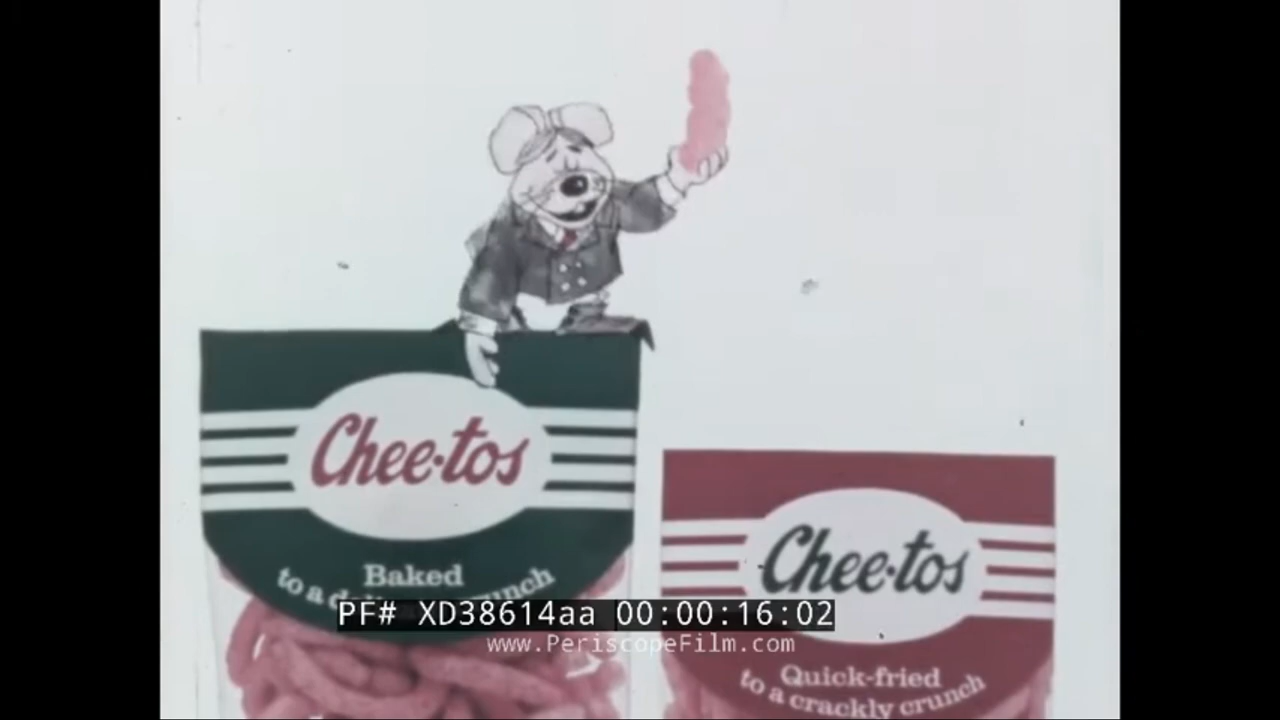 Chee·tos
Baked
to a crunch
Chee·tos
Quick-fried
to a crackly crunch
PF# XD38614aa 00:00:16:02
www.PeriscopeFilm.com